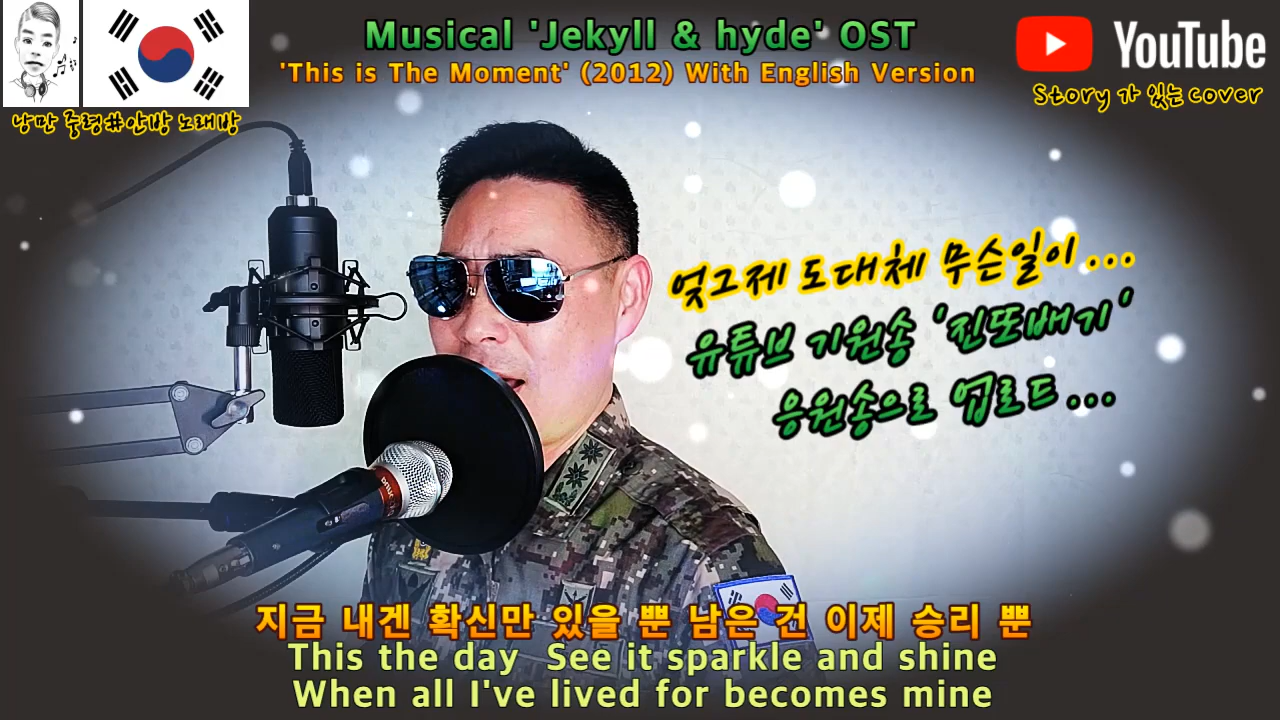 Musical 'Jekyll & hyde' OST
'This is The Moment' (2012) With English Version
YouTube
Story 가 있는 cover
낭만 중령#안방 노래방
엊그제 도대체 무슨일이...
유튜브 기원송 '진또배기'
응원송으로 업로드...
지금 내겐 확신만 있을 뿐 남은 건 이제 승리 뿐
This the day See it sparkle and shine
When all I've lived for becomes mine